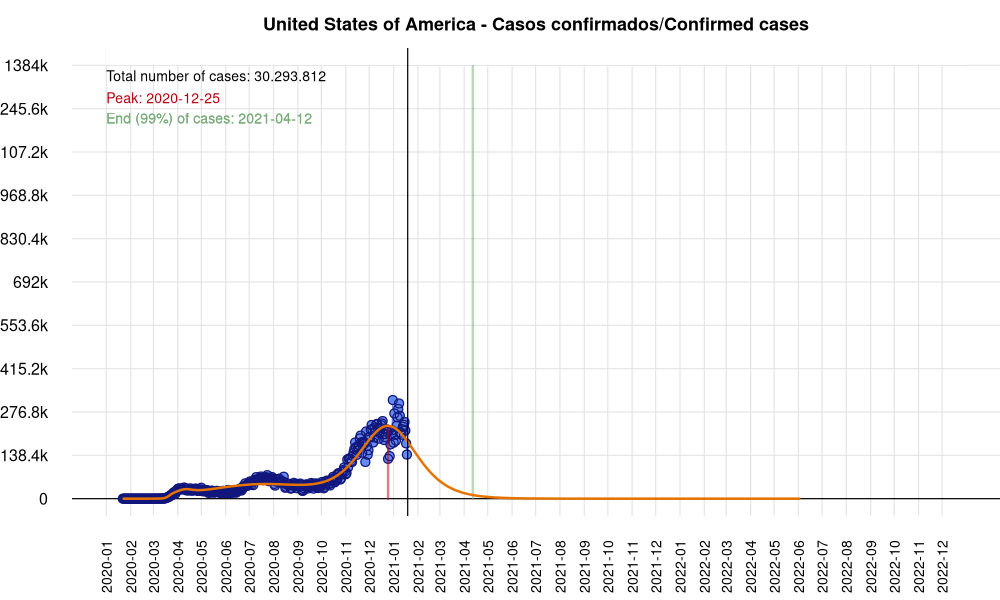 United States of America - Casos confirmados/Confirmed cases
Total number of cases: 30.293.812
Peak: 2020-12-25
End (99%) of cases: 2021-04-12
1384k
245.6k
107.2k
968.8k
830.4k
692k
553.6k
415.2k
276.8k
138.4k
0
2020-01
2020-02
2020-03
2020-04
2020-05
2020-06
2020-07
2020-08
2020-09
2020-10
2020-11
2020-12
2021-01
2021-02
2021-03
2021-04
2021-05
2021-06
2021-07
2021-08
2021-09
2021-10
2021-11
2021-12
2022-01
2022-02
2022-03
2022-04
2022-05
2022-06
2022-07
2022-08
2022-09
2022-10
2022-11
2022-12